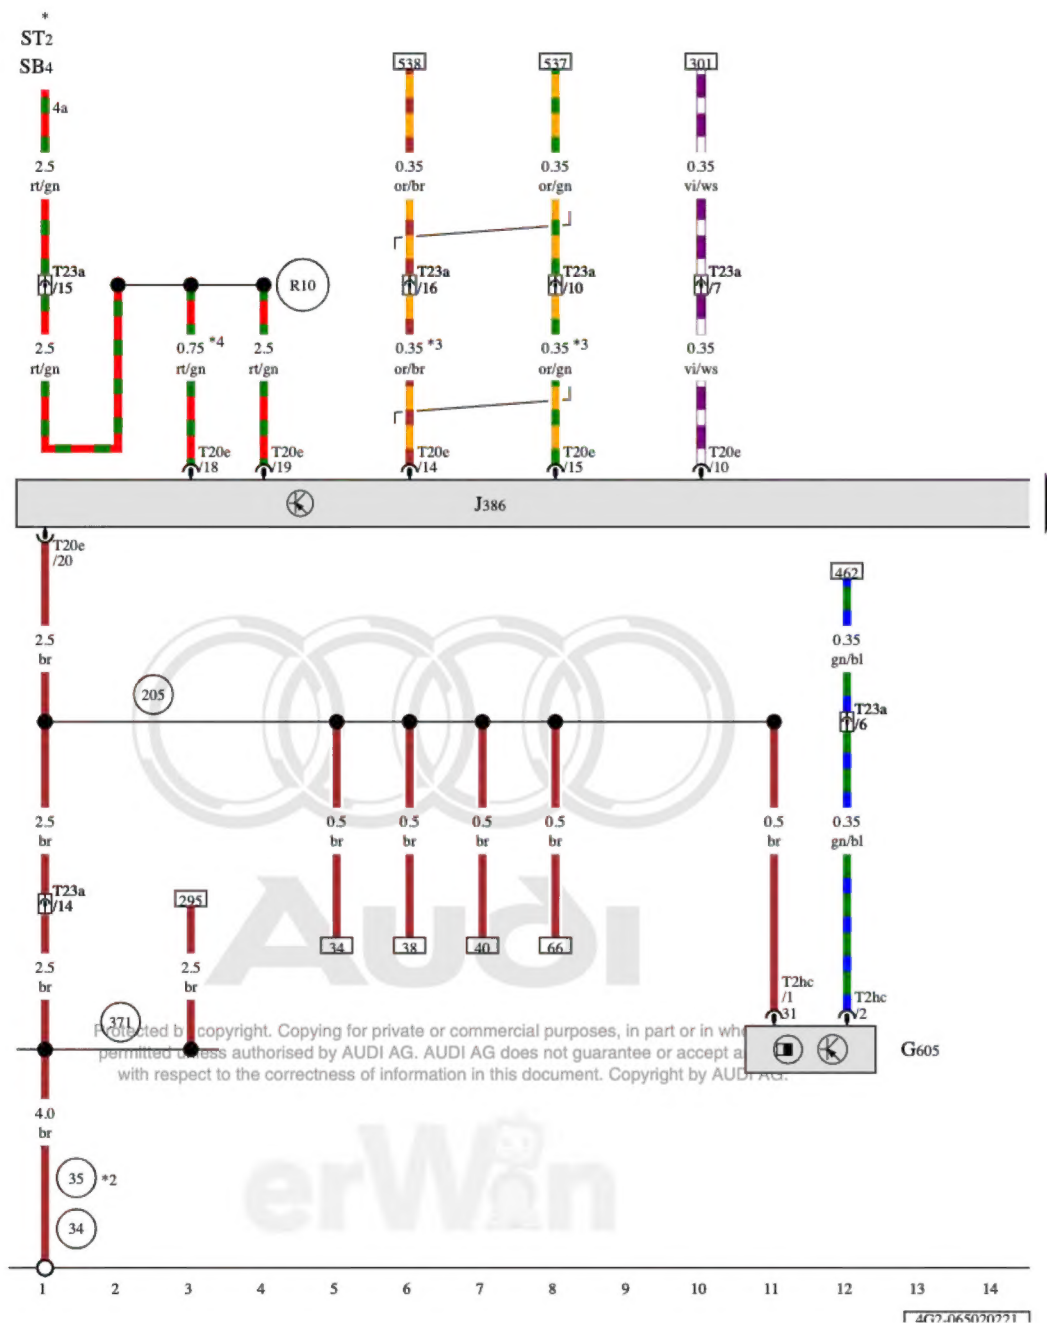 *
ST2
SB4
4a
538
537
301
2.5
rt/gn
0.35
or/br
0.35
or/gn
0.35
vi/ws
T23a
/15
R10
T23a
/16
T23a
/10
T23a
/7
2.5
rt/gn
0.75 *4
rt/gn
2.5
rt/gn
0.35 *3
or/br
0.35 *3
or/gn
0.35
vi/ws
T20e
/18
T20e
/19
T20e
/14
T20e
/15
T20e
/10
J386
T20e
/20
462
2.5
br
0.35
gn/bl
205
T23a
/6
2.5
br
0.5
br
0.5
br
0.5
br
0.5
br
0.5
br
0.35
gn/bl
T23a
/14
295
34
38
40
66
Audi
2.5
br
2.5
br
T2hc
/1
31
T2hc
/2
371
Protected by copyright. Copying for private or commercial purposes, in part or in
permitted unless authorised by AUDI AG. AUDI AG does not guarantee or accept
with respect to the correctness of information in this document. Copyright by AUDI AG.
G605
4.0
br
35 *2
34
erWin
1 2 3 4 5 6 7 8 9 10 11 12 13 14
4G2-065020221